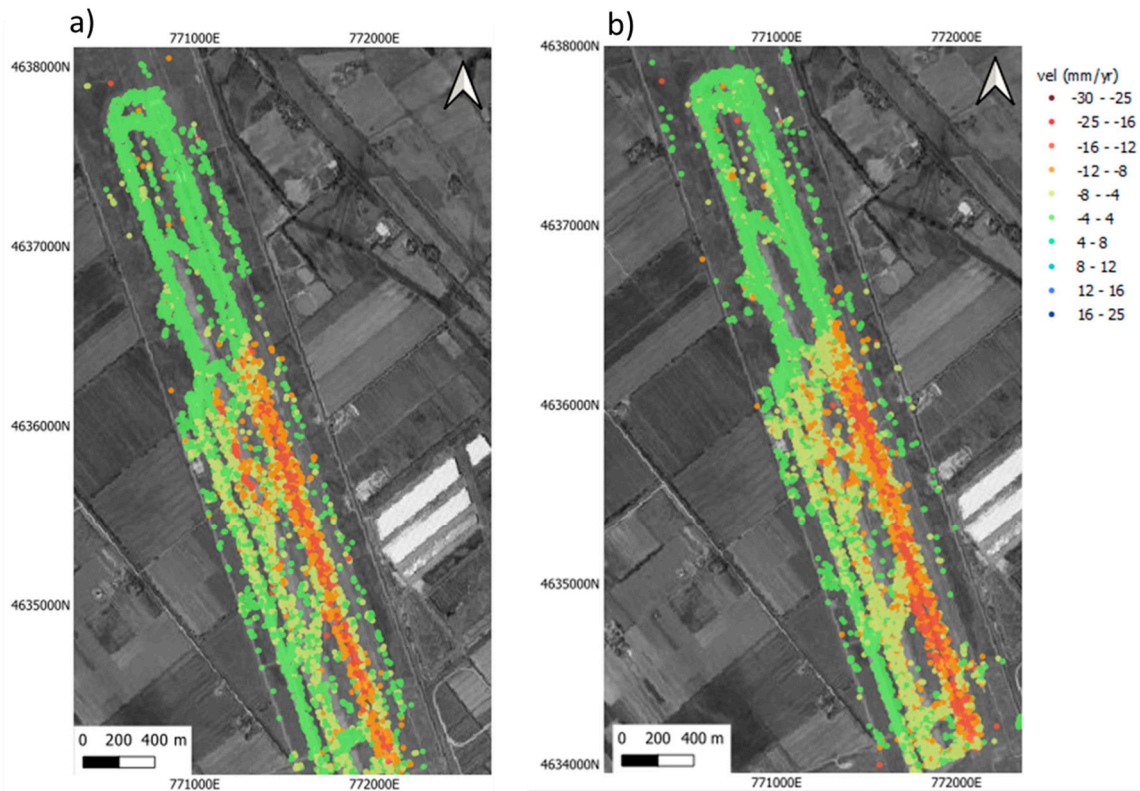 a)
771000E 772000E
4638000N
4637000N
4636000N
4635000N
0 200 400 m
771000E 772000E
b)
771000E 772000E
4638000N
4637000N
4636000N
4635000N
4634000N
0 200 400 m
771000E 772000E
vel (mm/yr)
-30 - -25
-25 - -16
-16 - -12
-12 - -8
-8 - -4
-4 - 4
4 - 8
8 - 12
12 - 16
16 - 25